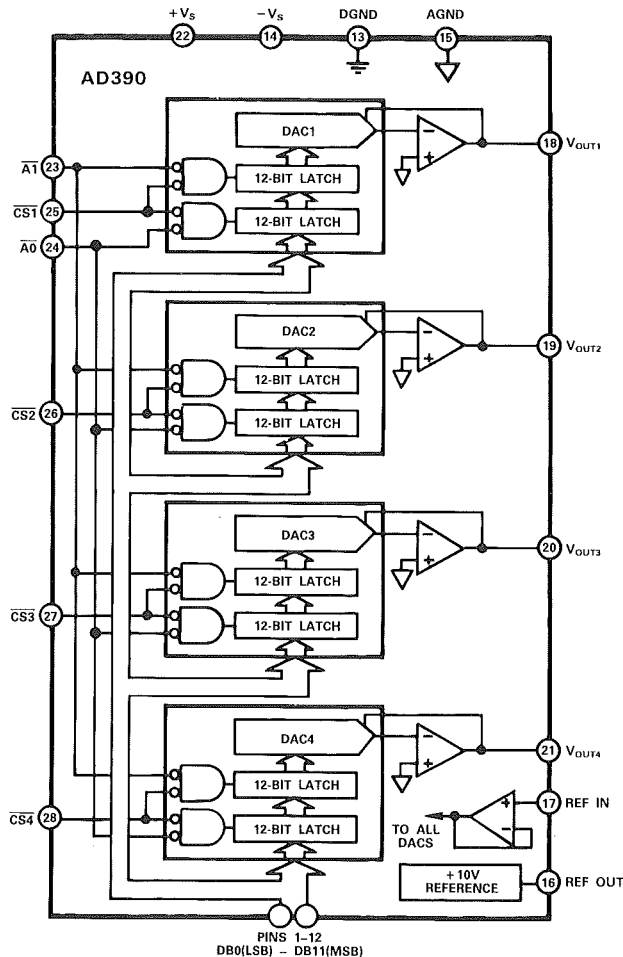 +VS
−VS
DGND
AGND
22
14
13
15
AD390
DAC1
A1
23
12-BIT LATCH
18
VOUT1
CS1
25
12-BIT LATCH
A0
24
DAC2
19
VOUT2
12-BIT LATCH
CS2
26
12-BIT LATCH
DAC3
20
VOUT3
12-BIT LATCH
CS3
27
12-BIT LATCH
DAC4
21
VOUT4
12-BIT LATCH
17
REF IN
CS4
28
12-BIT LATCH
TO ALL
DACS
+10V
REFERENCE
16
REF OUT
PINS 1–12
DB0(LSB) – DB11(MSB)